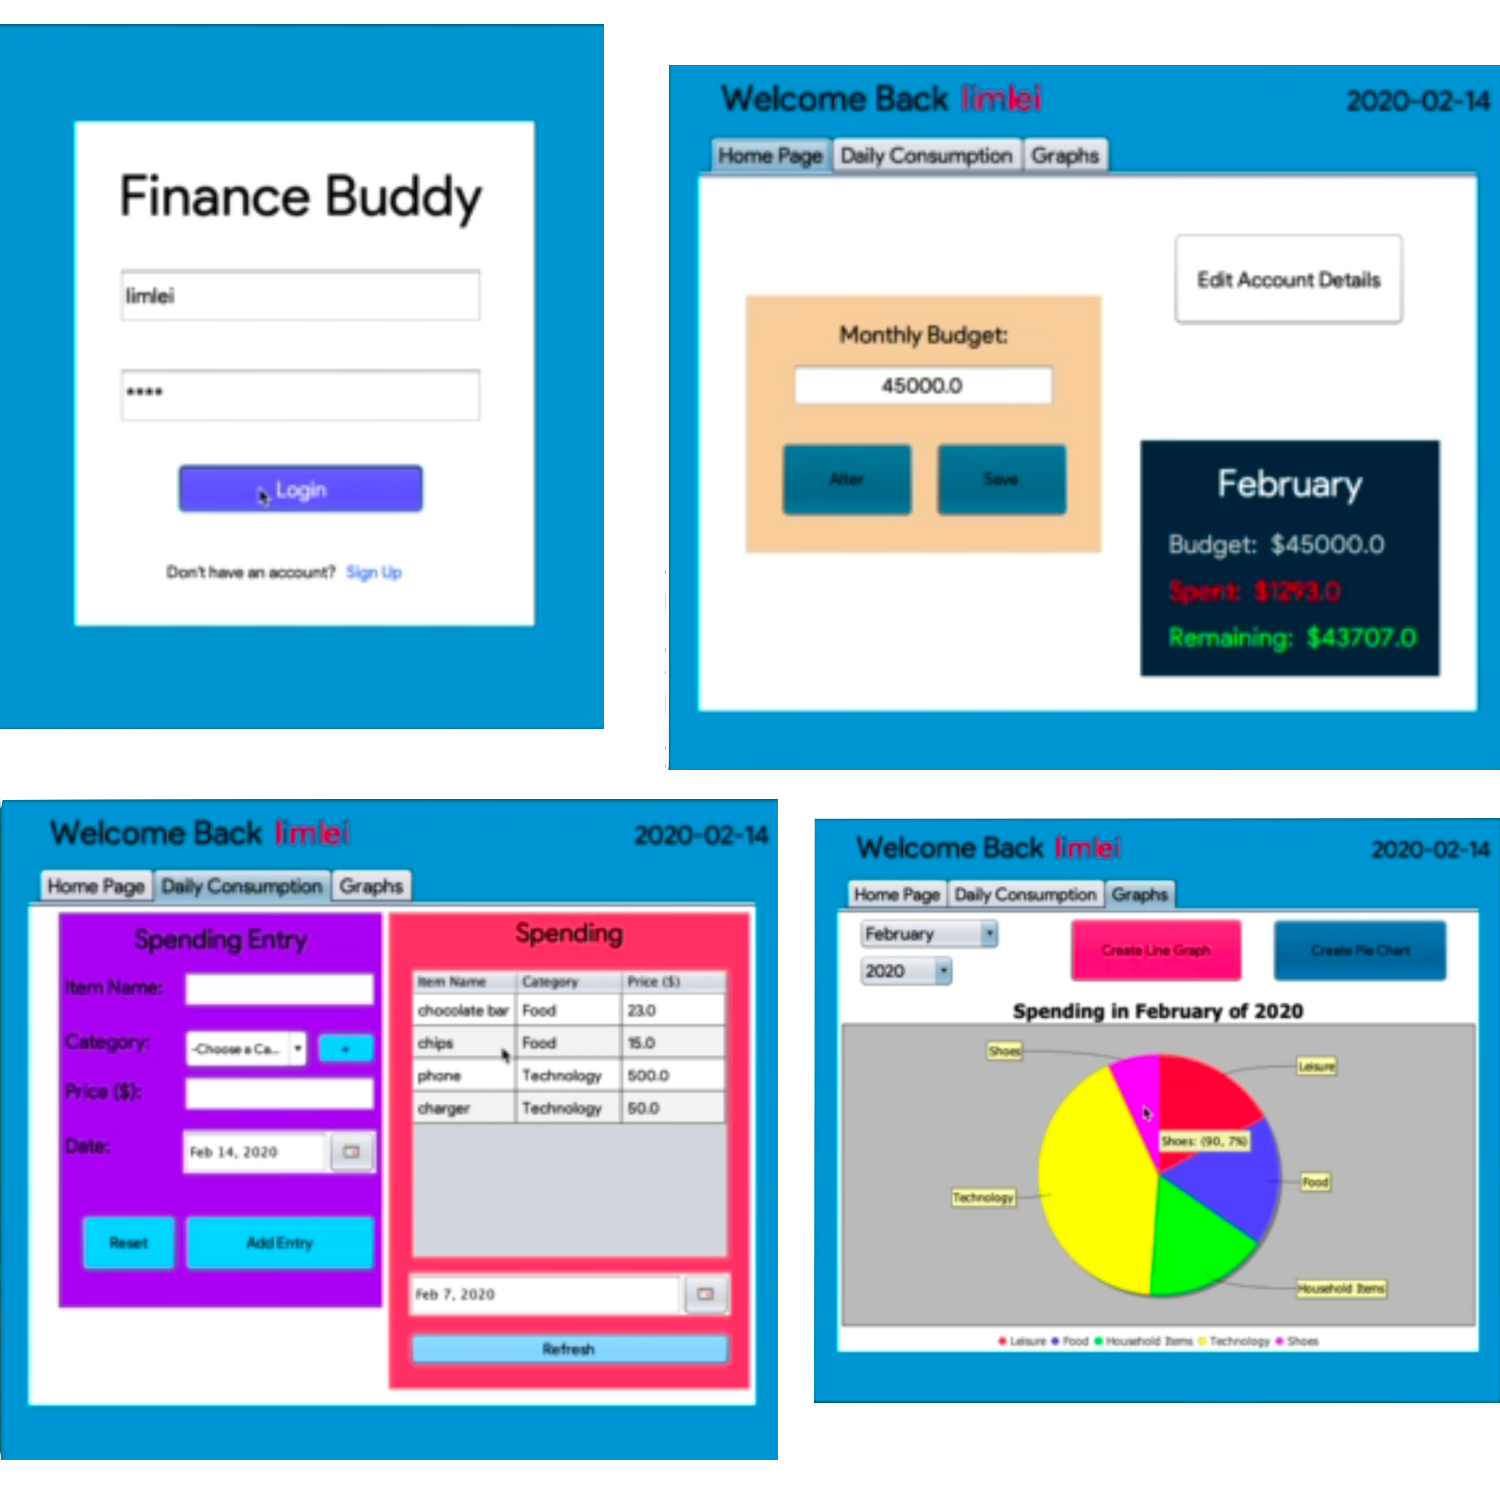 Finance Buddy
limlei
****
Login
Don't have an account? Sign Up
Welcome Back limlei 2020-02-14
Home Page Daily Consumption Graphs
Edit Account Details
Monthly Budget:
45000.0
Alter Save
February
Budget: $45000.0
Spent: $1293.0
Remaining: $43707.0
Welcome Back limlei 2020-02-14
Home Page Daily Consumption Graphs
Spending Entry
Item Name:
Category: -Choose a Ca... +
Price ($):
Date: Feb 14, 2020
Reset Add Entry
Spending
Item Name Category Price ($)
chocolate bar Food 23.0
chips Food 15.0
phone Technology 500.0
charger Technology 50.0
Feb 7, 2020
Refresh
Welcome Back limlei 2020-02-14
Home Page Daily Consumption Graphs
February
2020
Create Line Graph Create Pie Chart
Spending in February of 2020
Shoes
Leisure
Shoes: (90, 7%)
Technology
Food
Household Items
Leisure Food Household Items Technology Shoes